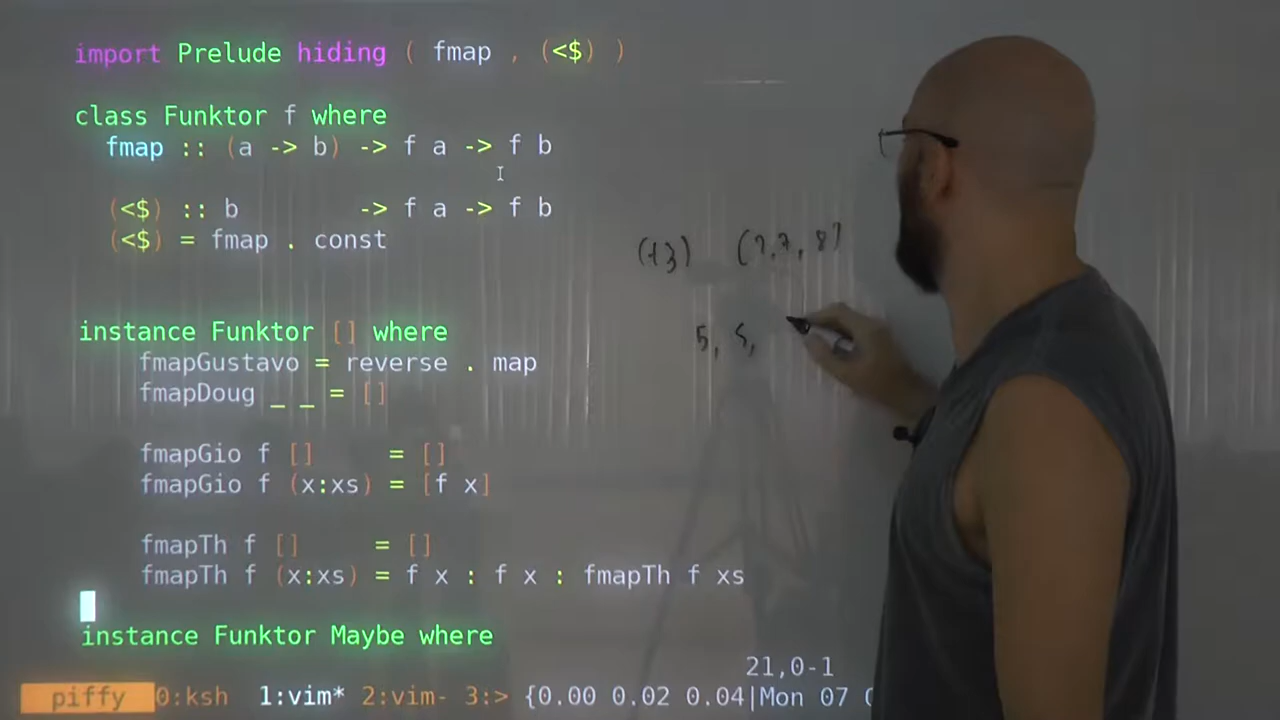 import Prelude hiding ( fmap , (<$) )
class Funktor f where
fmap :: (a -> b) -> f a -> f b
(<$) :: b -> f a -> f b
(<$) = fmap . const
instance Funktor [] where
fmapGustavo = reverse . map
fmapDoug _ _ = []
fmapGio f [] = []
fmapGio f (x:xs) = [f x]
fmapTh f [] = []
fmapTh f (x:xs) = f x : f x : fmapTh f xs
instance Funktor Maybe where
21,0-1
piffy 0:ksh 1:vim* 2:vim- 3:> {0.00 0.02 0.04|Mon 07
(+3)
5, 5,